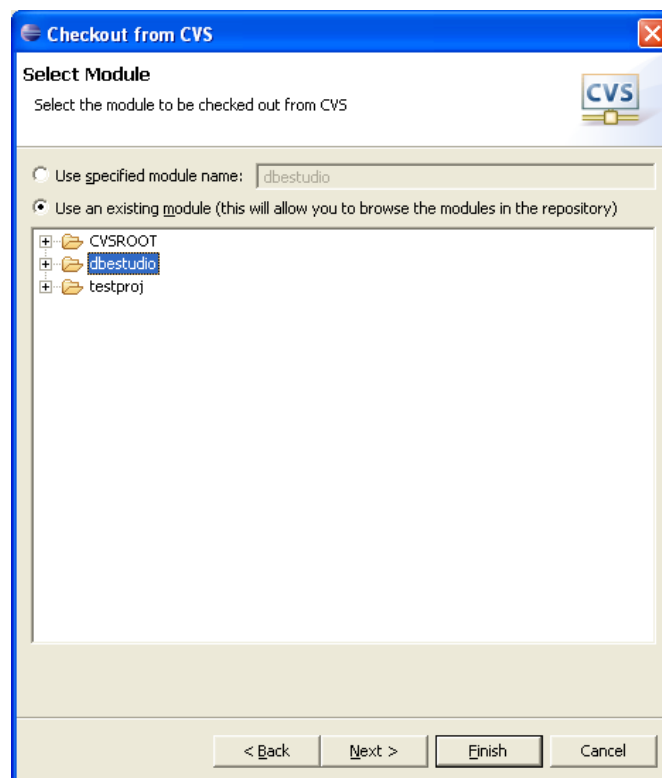 Checkout from CVS
Select Module
Select the module to be checked out from CVS
CVS
Use specified module name: dbestudio
Use an existing module (this will allow you to browse the modules in the repository)
CVSROOT
dbestudio
testproj
< Back Next > Finish Cancel